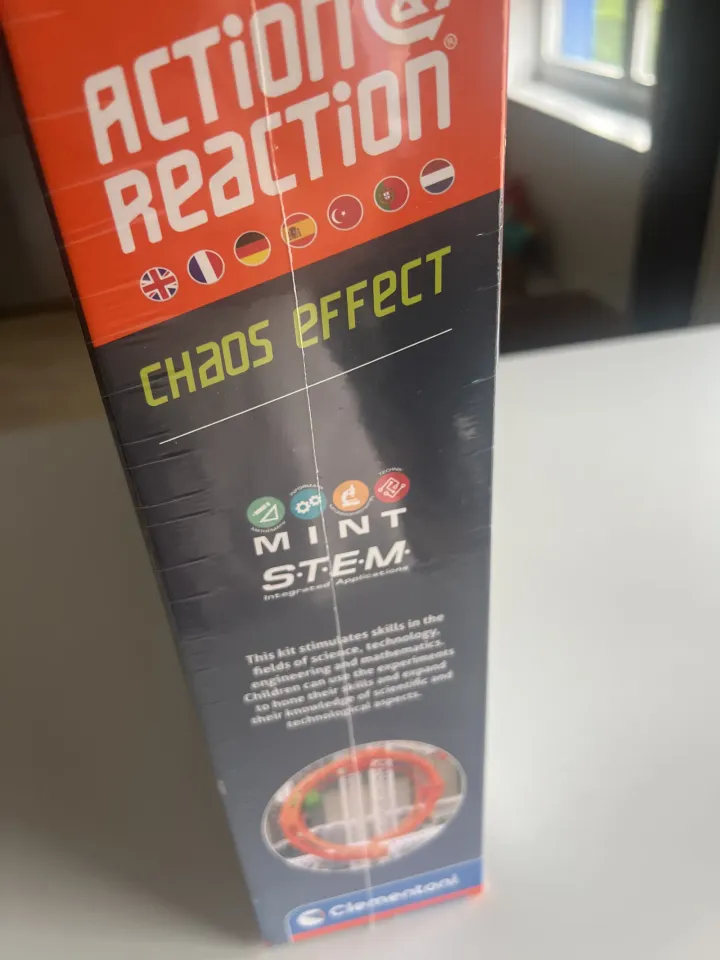 ACTION
REACTION®
CHAOS EFFECT
MINT
S.T.E.M.
Integrated Applications
This kit stimulates skills in the
fields of science, technology,
engineering and mathematics.
Children can use the experiments
to hone their skills and expand
their knowledge of scientific and
technological aspects.
Clementoni